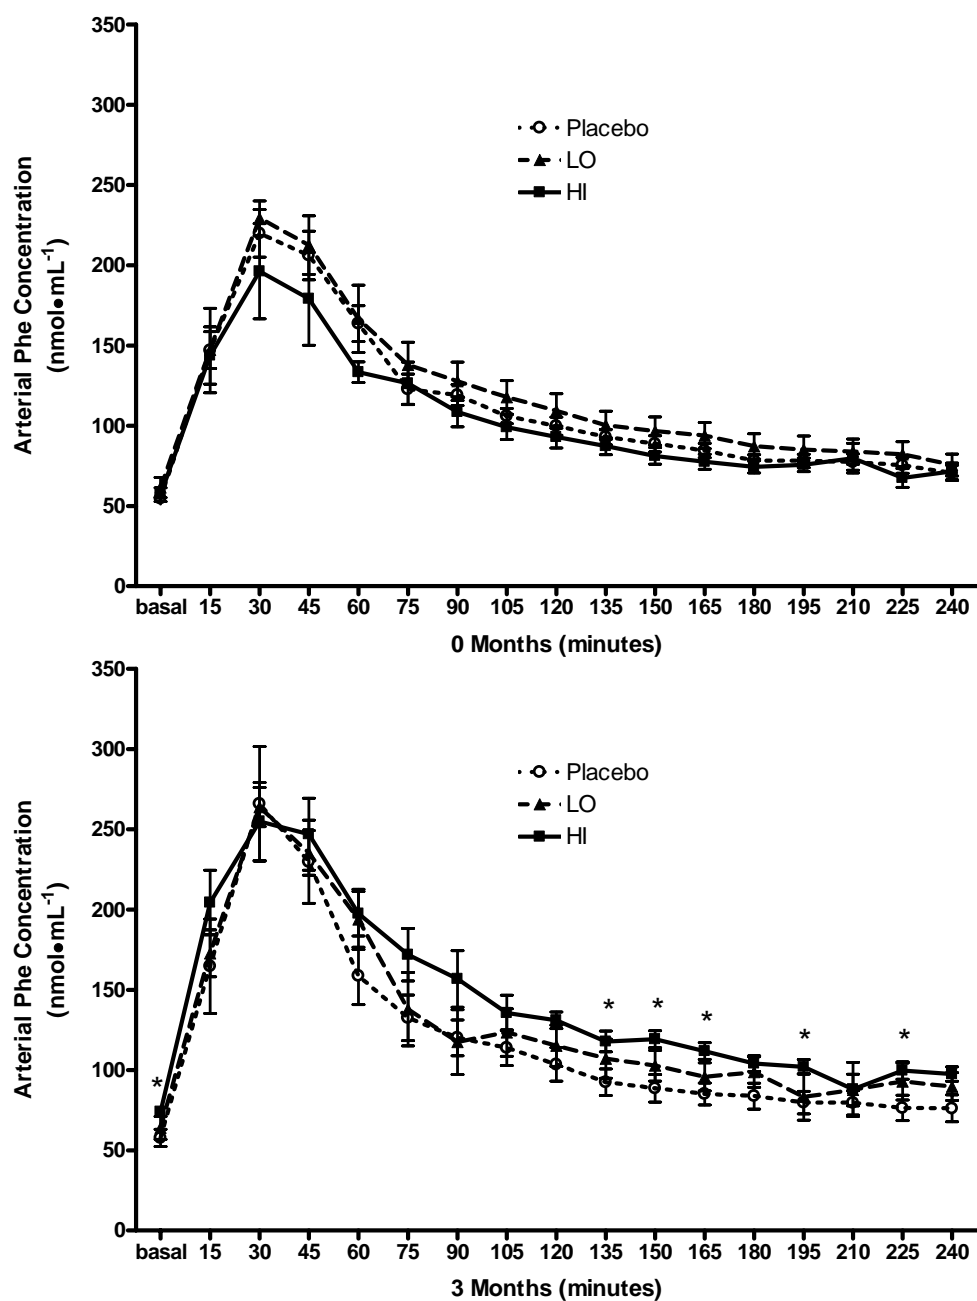 350
300
250
200
150
100
50
0
Arterial Phe Concentration
(nmol•mL⁻¹)
Placebo
LO
HI
basal 15 30 45 60 75 90 105 120 135 150 165 180 195 210 225 240
0 Months (minutes)
350
300
250
200
150
100
50
0
Arterial Phe Concentration
(nmol•mL⁻¹)
Placebo
LO
HI
* * * * * *
basal 15 30 45 60 75 90 105 120 135 150 165 180 195 210 225 240
3 Months (minutes)